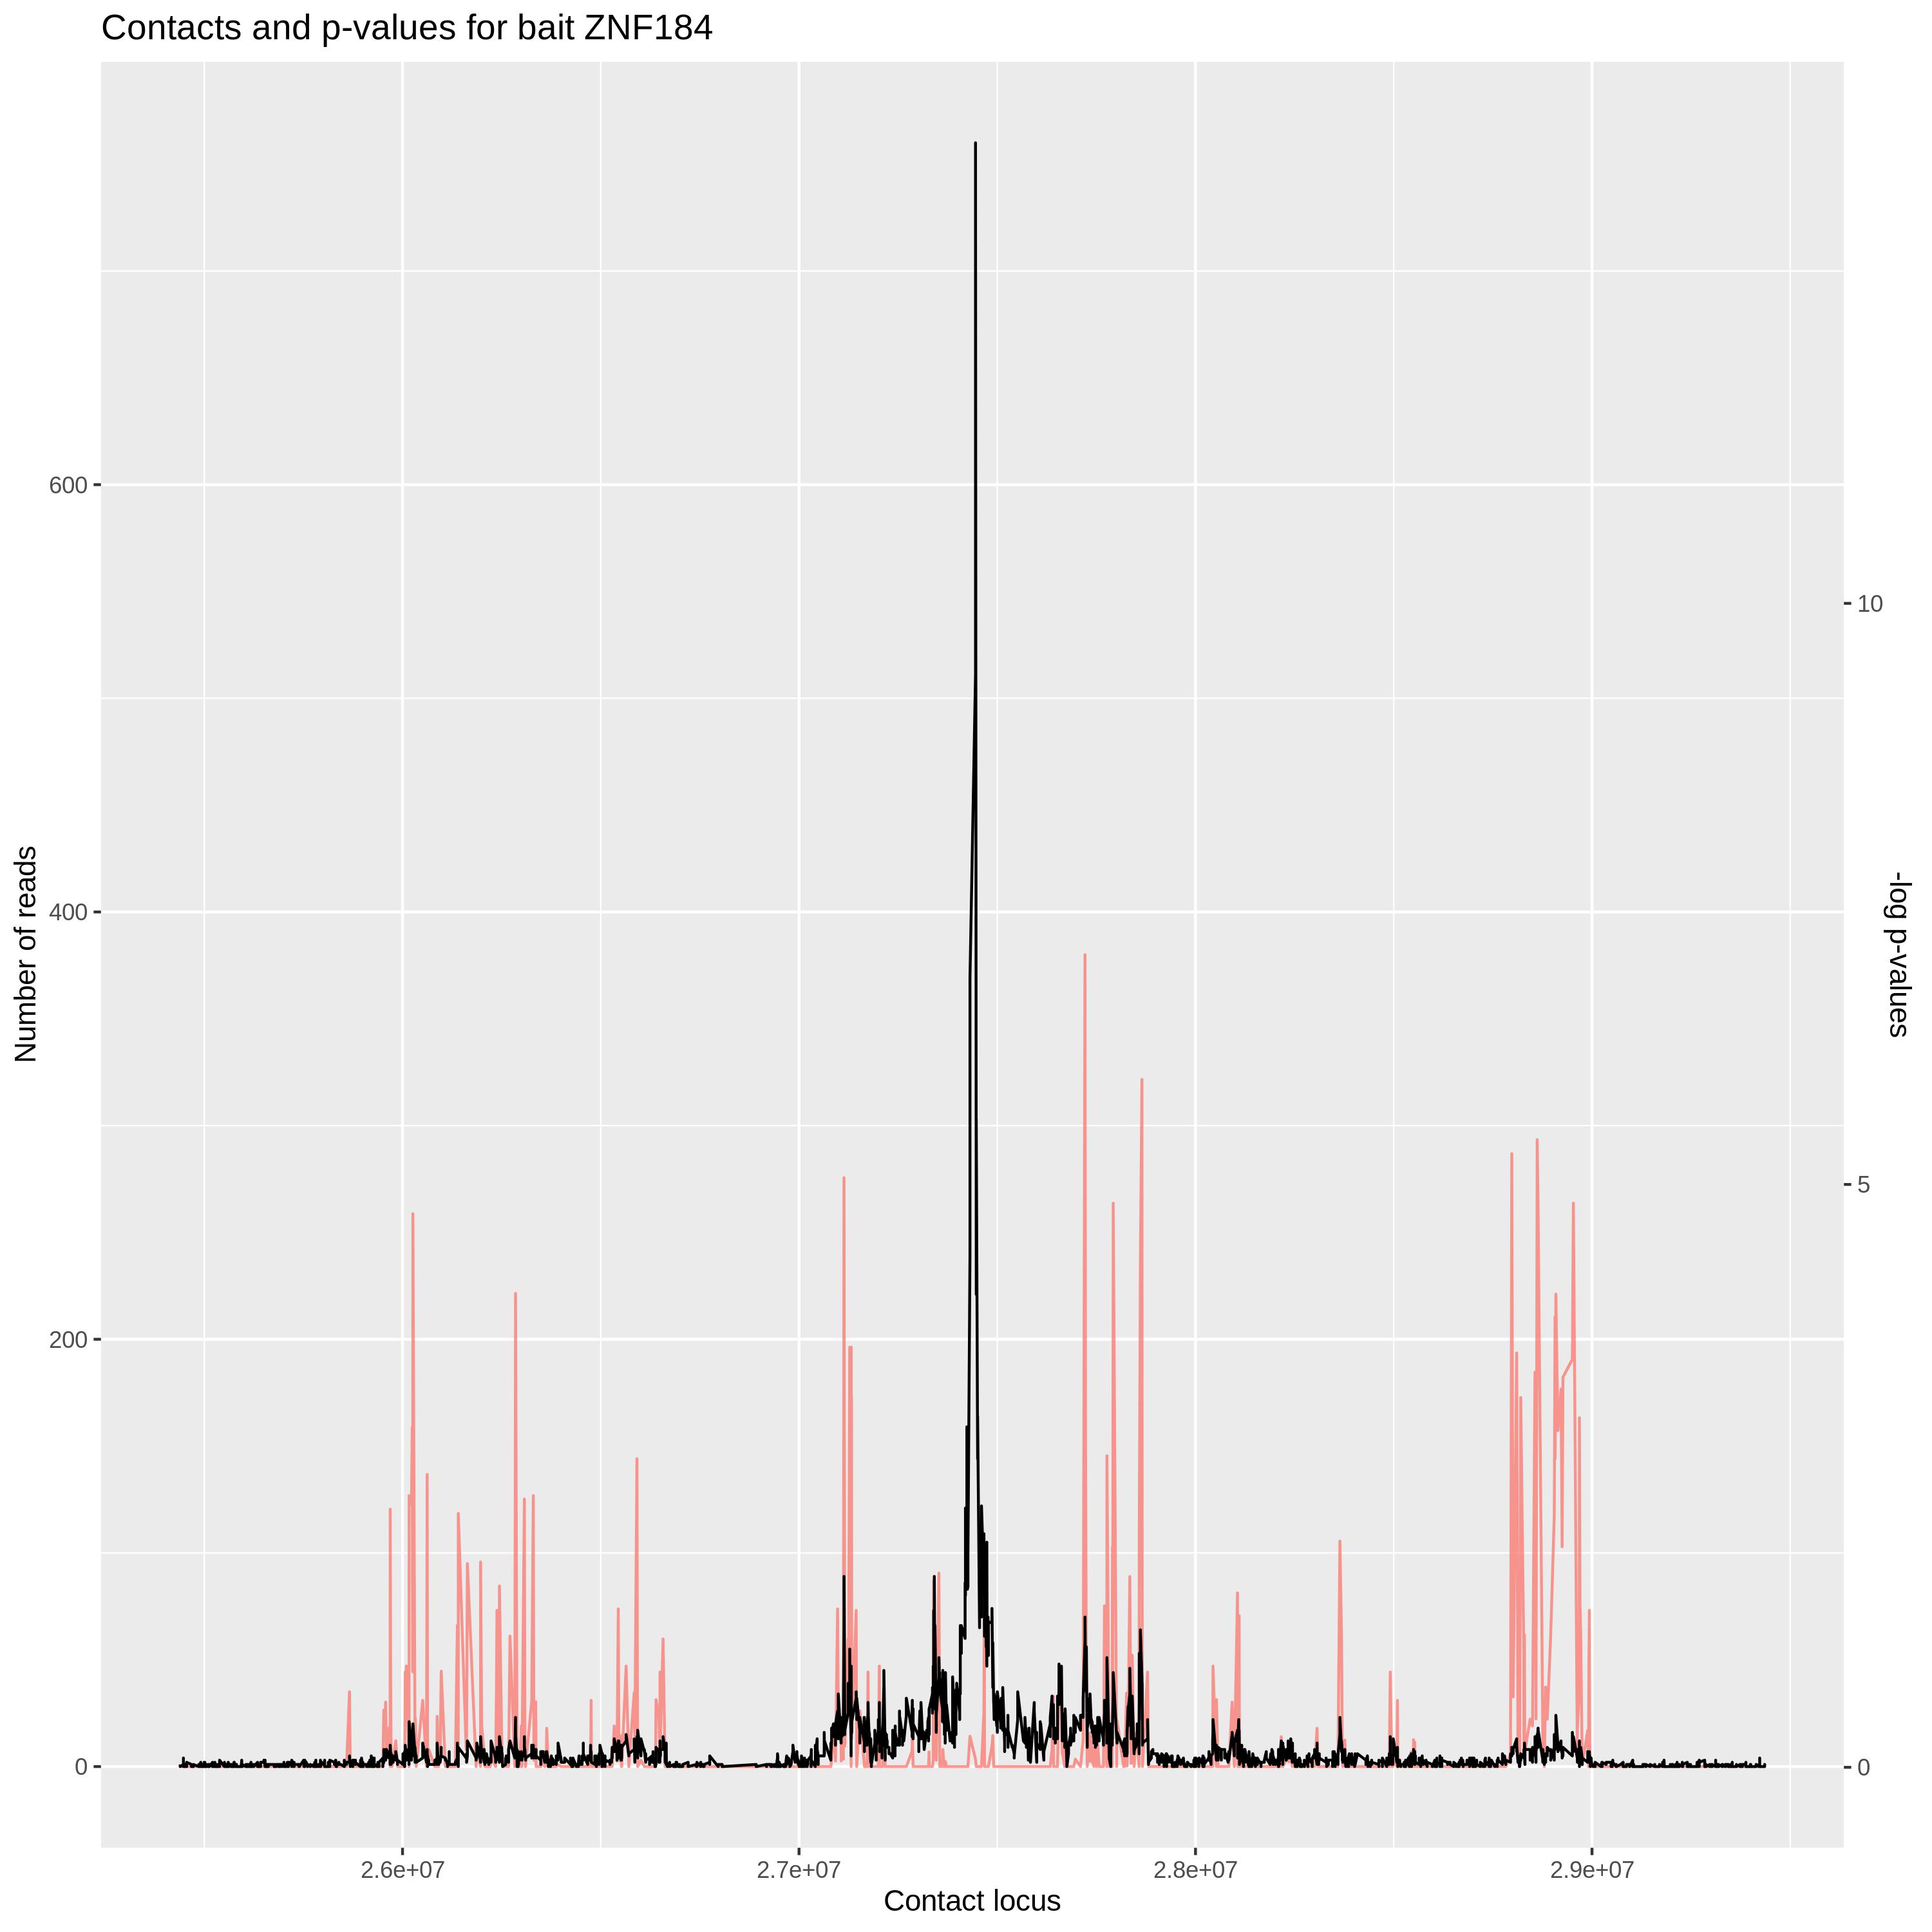 Contacts and p-values for bait ZNF184
Number of reads
600
400
200
0
10
5
0
-log p-values
2.6e+07
2.7e+07
2.8e+07
2.9e+07
Contact locus